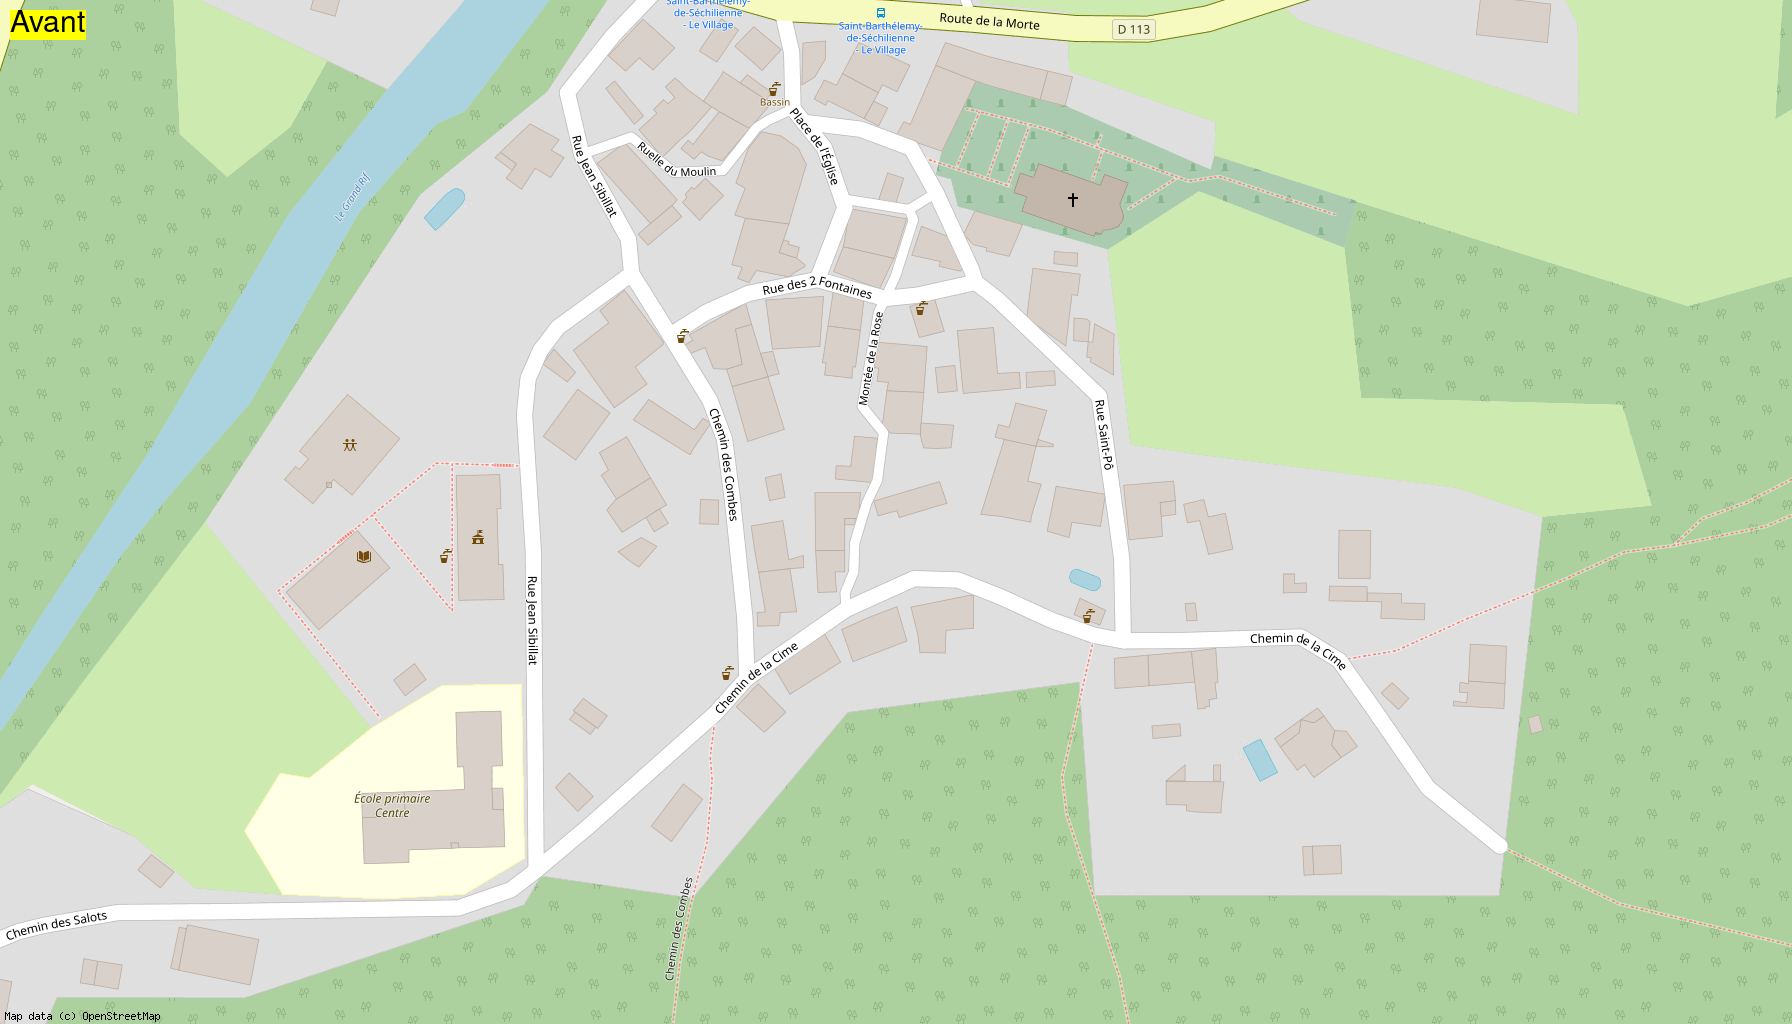 Avant
Saint-Barthélemy-
de-Séchilienne
- Le Village
Saint-Barthélemy-
de-Séchilienne
- Le Village
Route de la Morte
D 113
Bassin
Place de l'Église
Rue Jean Sibillat
Ruelle du Moulin
Le Grand Rif
Rue des 2 Fontaines
Montée de la Rose
Chemin des Combes
Rue Saint-Pô
Rue Jean Sibillat
Chemin de la Cime
Chemin de la Cime
École primaire
Centre
Chemin des Combes
Chemin des Salots
Map data (c) OpenStreetMap